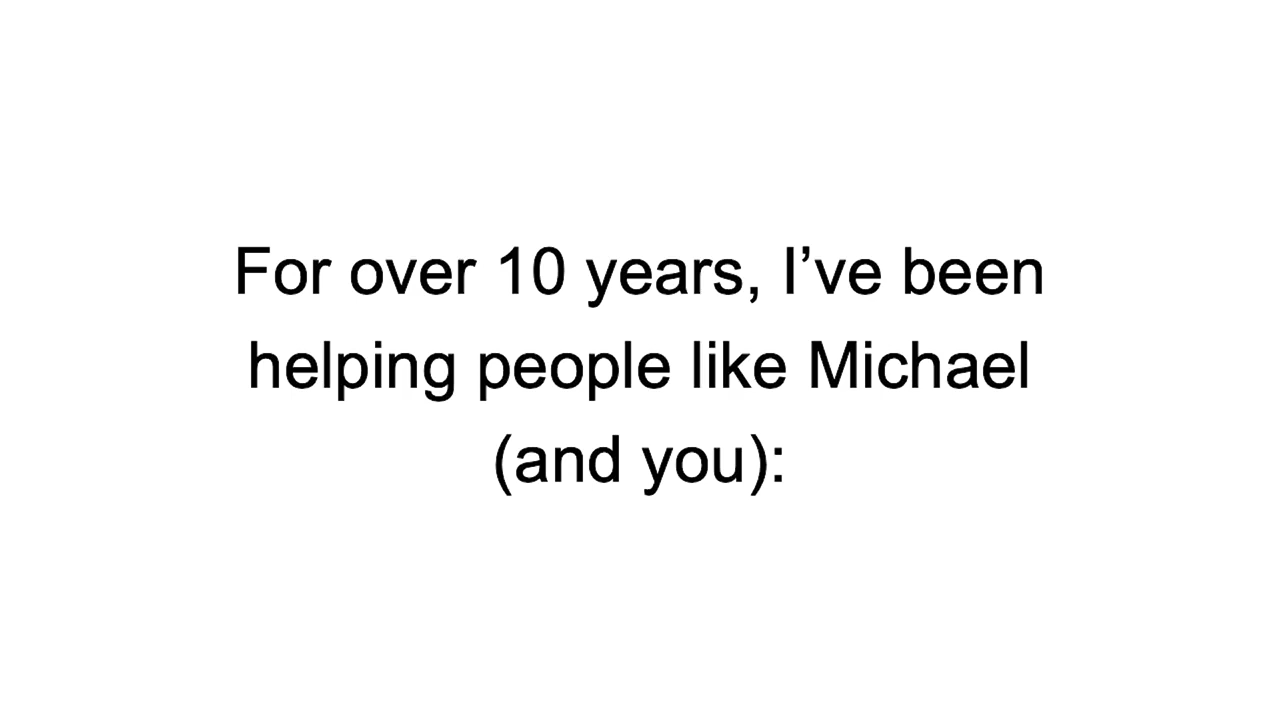 For over 10 years, I’ve been
helping people like Michael
(and you):